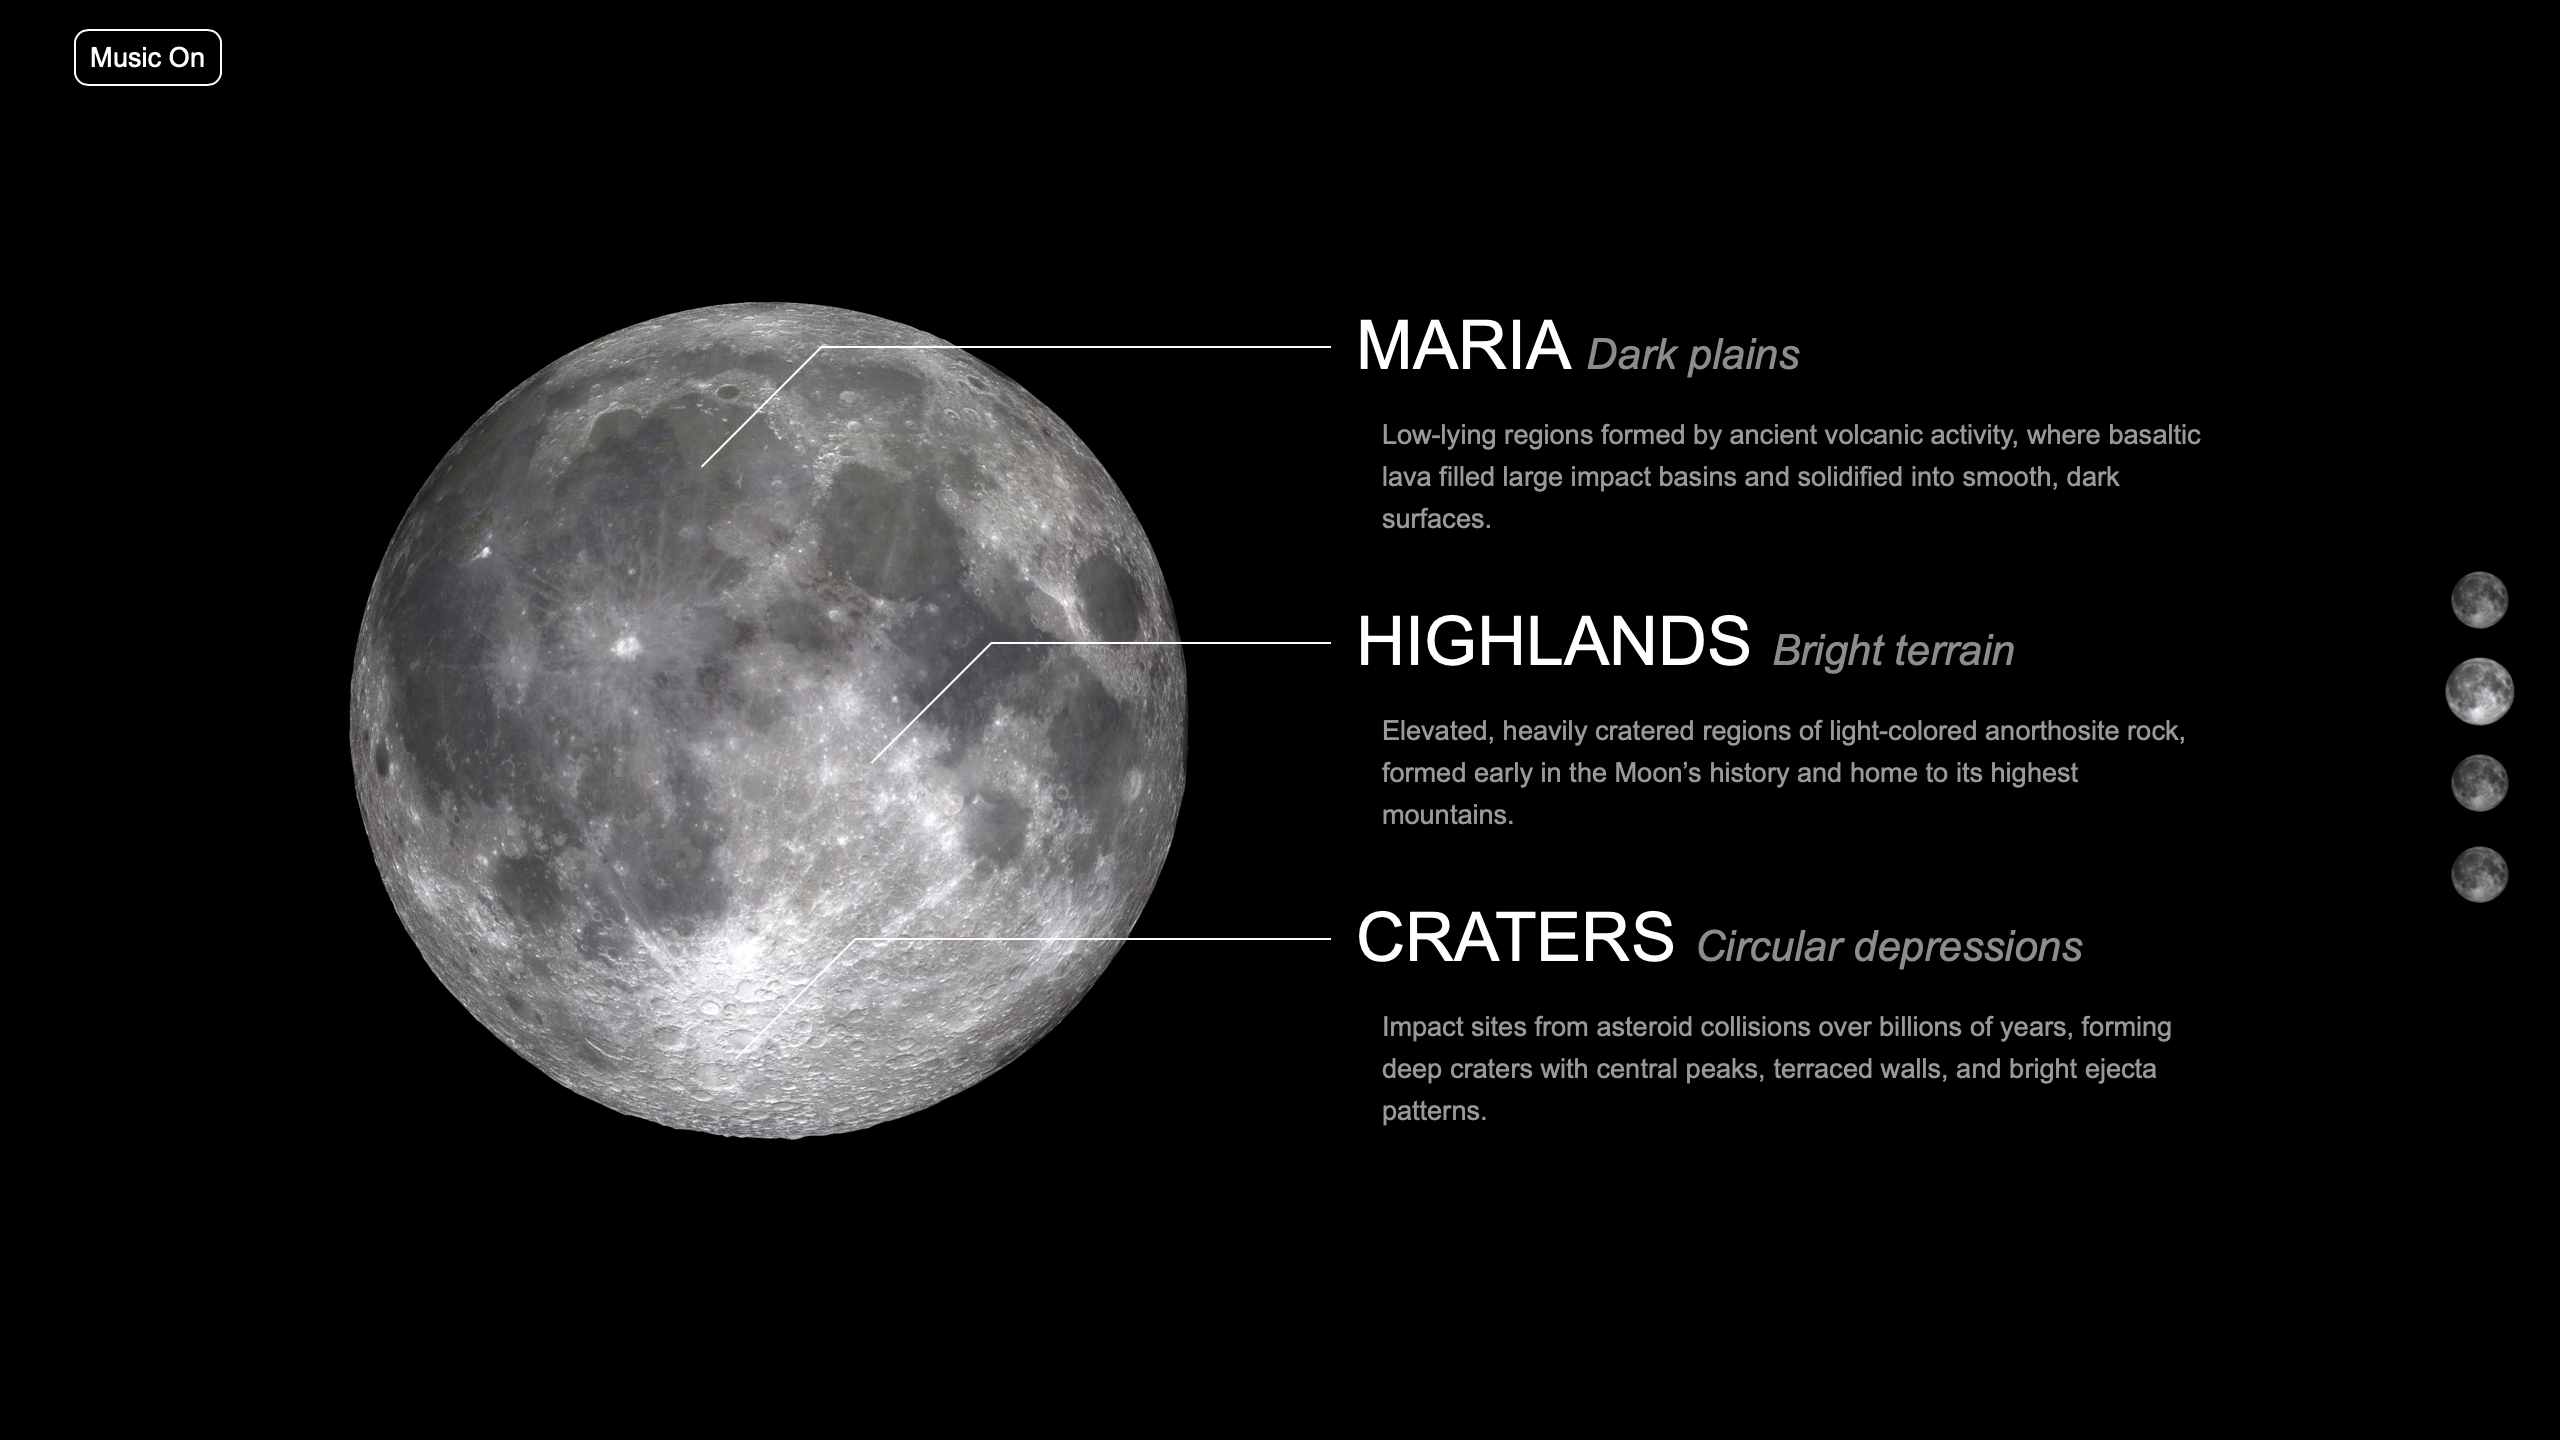 Music On
MARIA Dark plains
Low-lying regions formed by ancient volcanic activity, where basaltic
lava filled large impact basins and solidified into smooth, dark
surfaces.
HIGHLANDS Bright terrain
Elevated, heavily cratered regions of light-colored anorthosite rock,
formed early in the Moon’s history and home to its highest
mountains.
CRATERS Circular depressions
Impact sites from asteroid collisions over billions of years, forming
deep craters with central peaks, terraced walls, and bright ejecta
patterns.